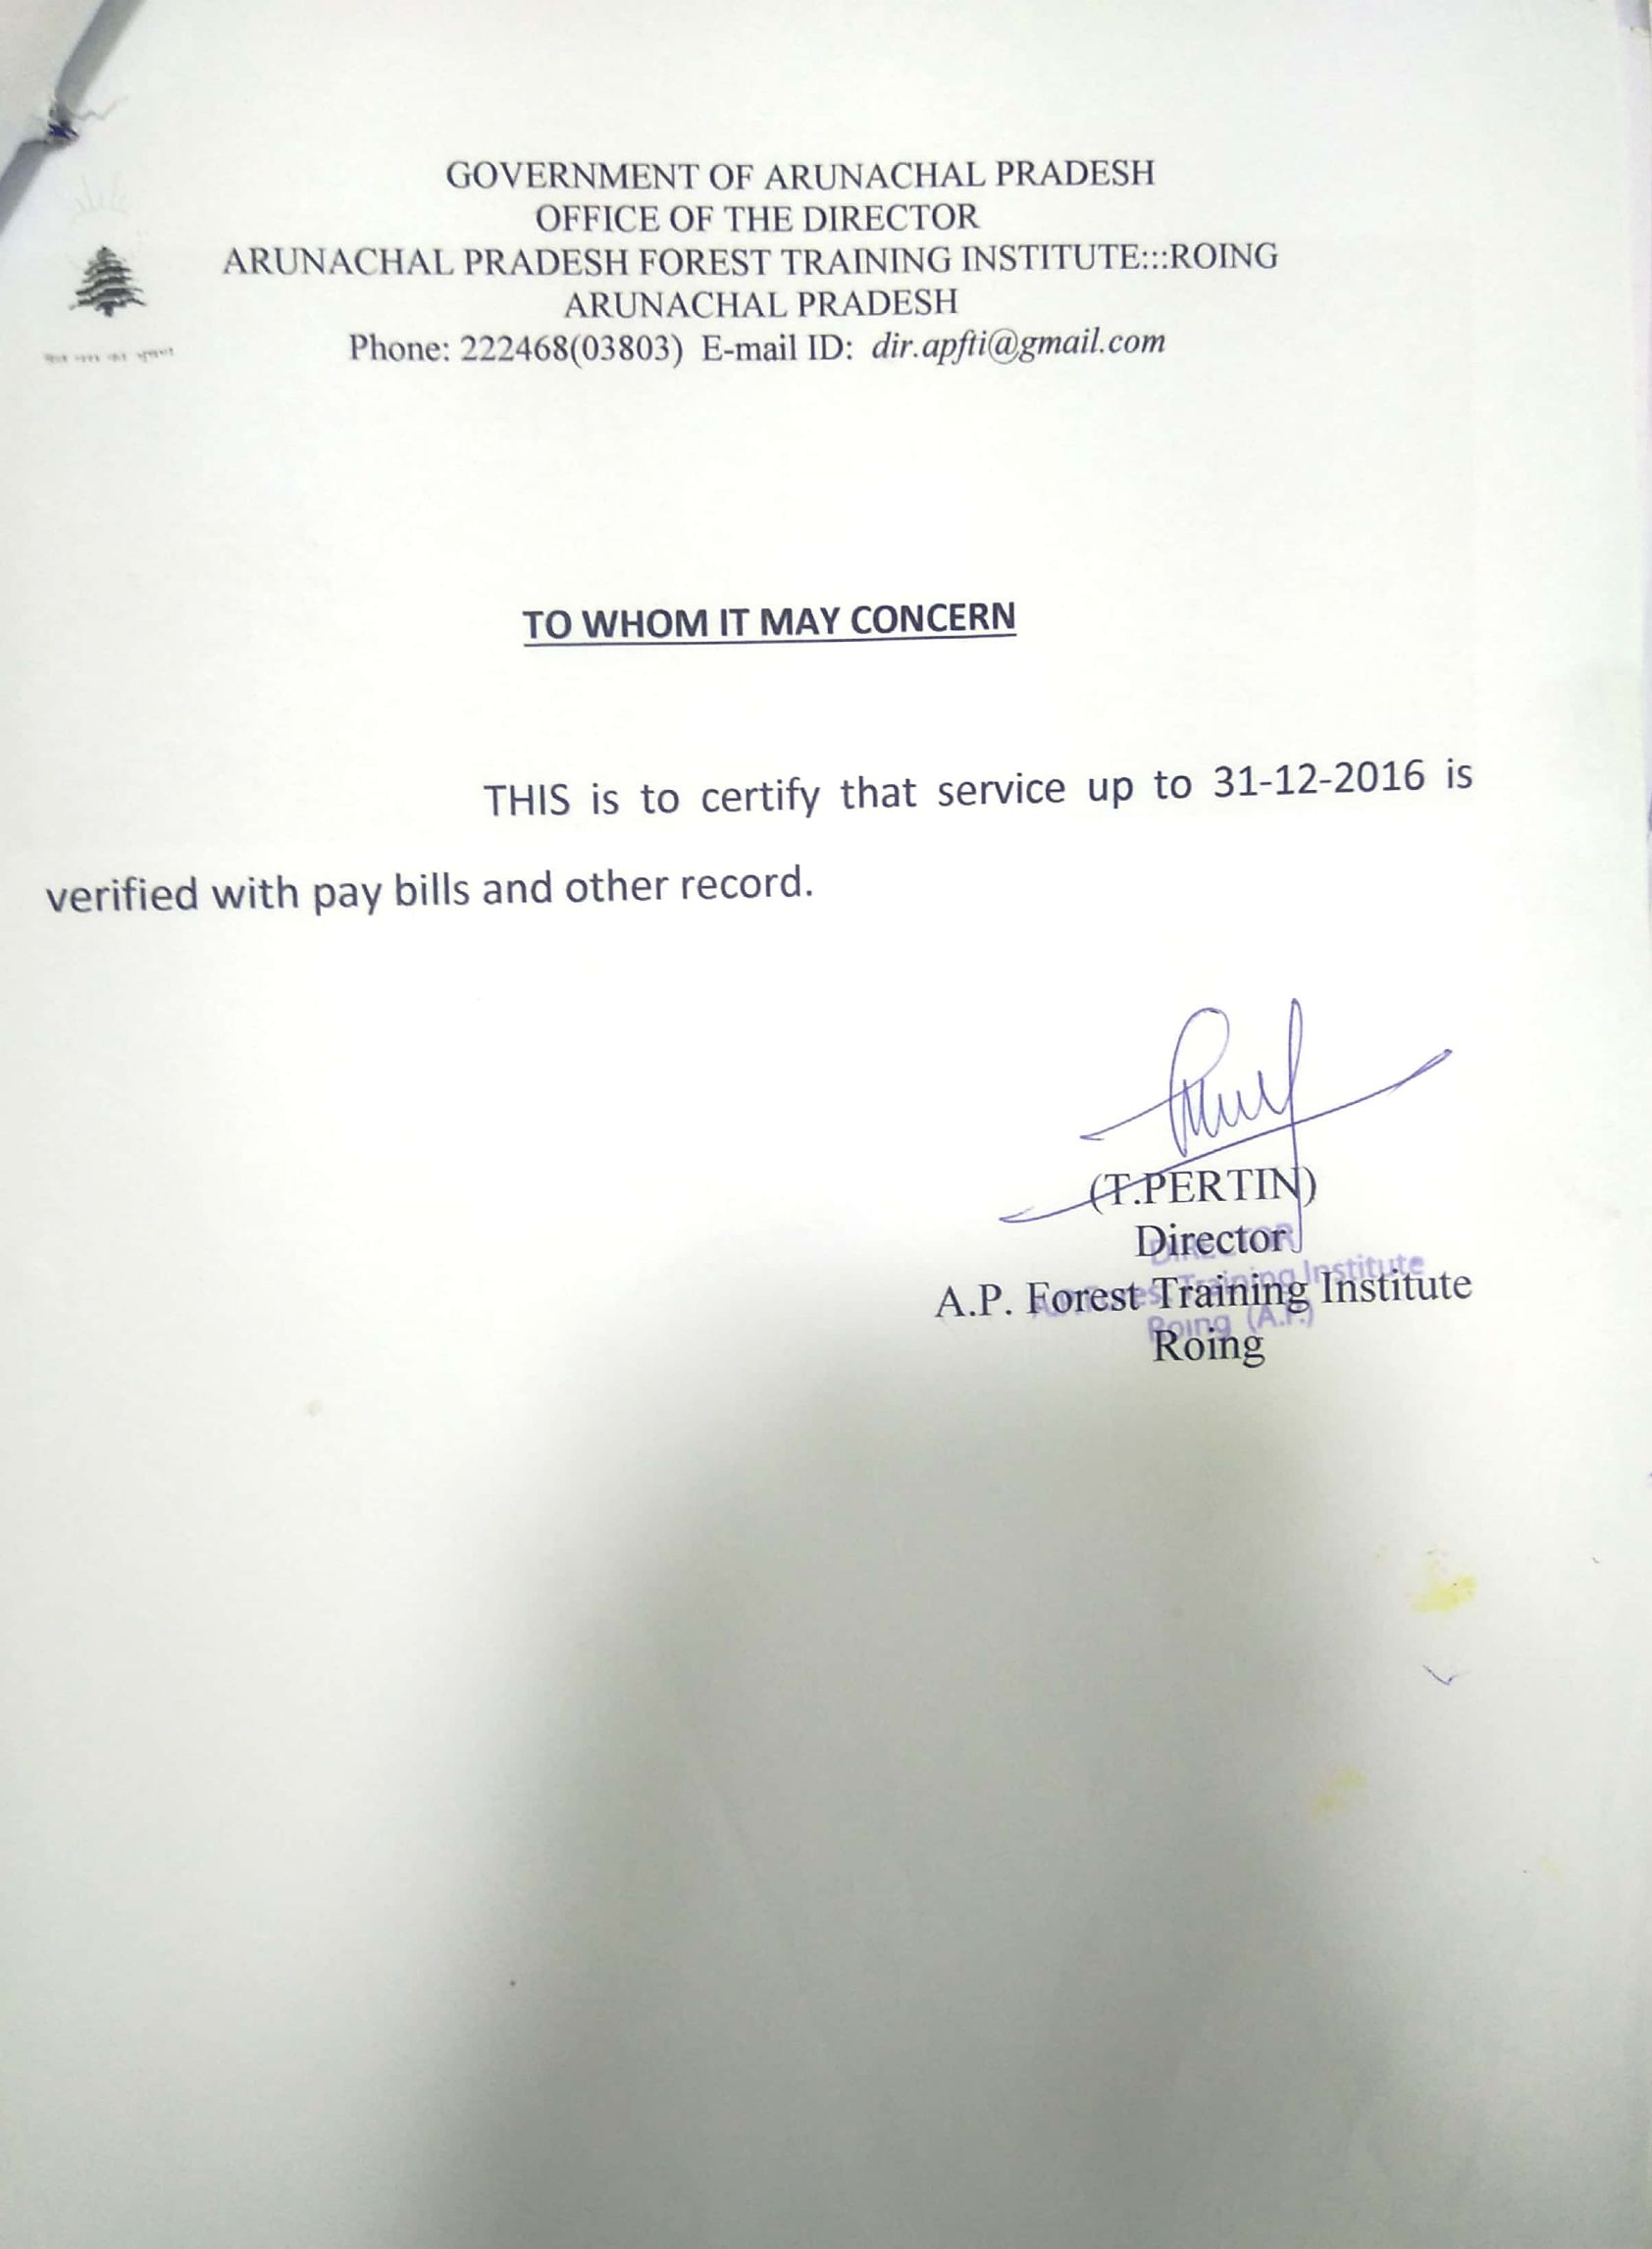 GOVERNMENT OF ARUNACHAL PRADESH
OFFICE OF THE DIRECTOR
ARUNACHAL PRADESH FOREST TRAINING INSTITUTE:::ROING
ARUNACHAL PRADESH
Phone: 222468(03803) E-mail ID: dir.apfti@gmail.com
TO WHOM IT MAY CONCERN
THIS is to certify that service up to 31-12-2016 is
verified with pay bills and other record.
(T.PERTIN)
Director
A.P. Forest Training Institute
Roing
DIRECTOR
Forest Training Institute
Roing (A.P.)